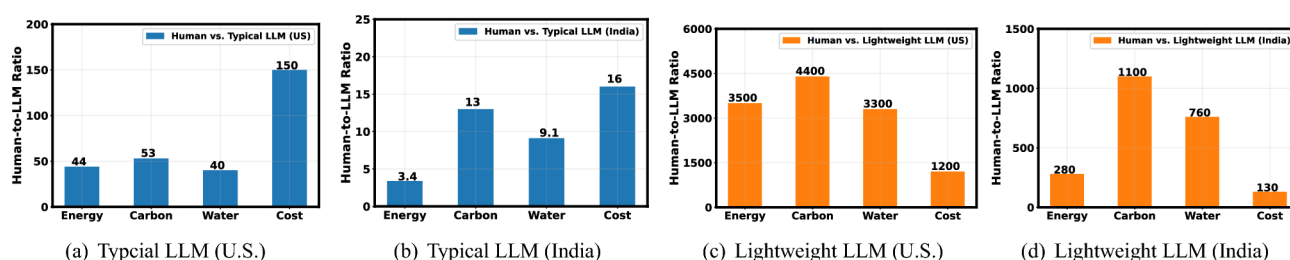 Human-to-LLM Ratio
200
150
100
50
0
Human vs. Typical LLM (US)
44
53
40
150
Energy Carbon Water Cost
(a) Typcial LLM (U.S.)
Human-to-LLM Ratio
25
20
15
10
5
0
Human vs. Typical LLM (India)
3.4
13
9.1
16
Energy Carbon Water Cost
(b) Typical LLM (India)
Human-to-LLM Ratio
6000
4500
3000
1500
0
Human vs. Lightweight LLM (US)
3500
4400
3300
1200
Energy Carbon Water Cost
(c) Lightweight LLM (U.S.)
Human-to-LLM Ratio
1500
1000
500
0
Human vs. Lightweight LLM (India)
280
1100
760
130
Energy Carbon Water Cost
(d) Lightweight LLM (India)